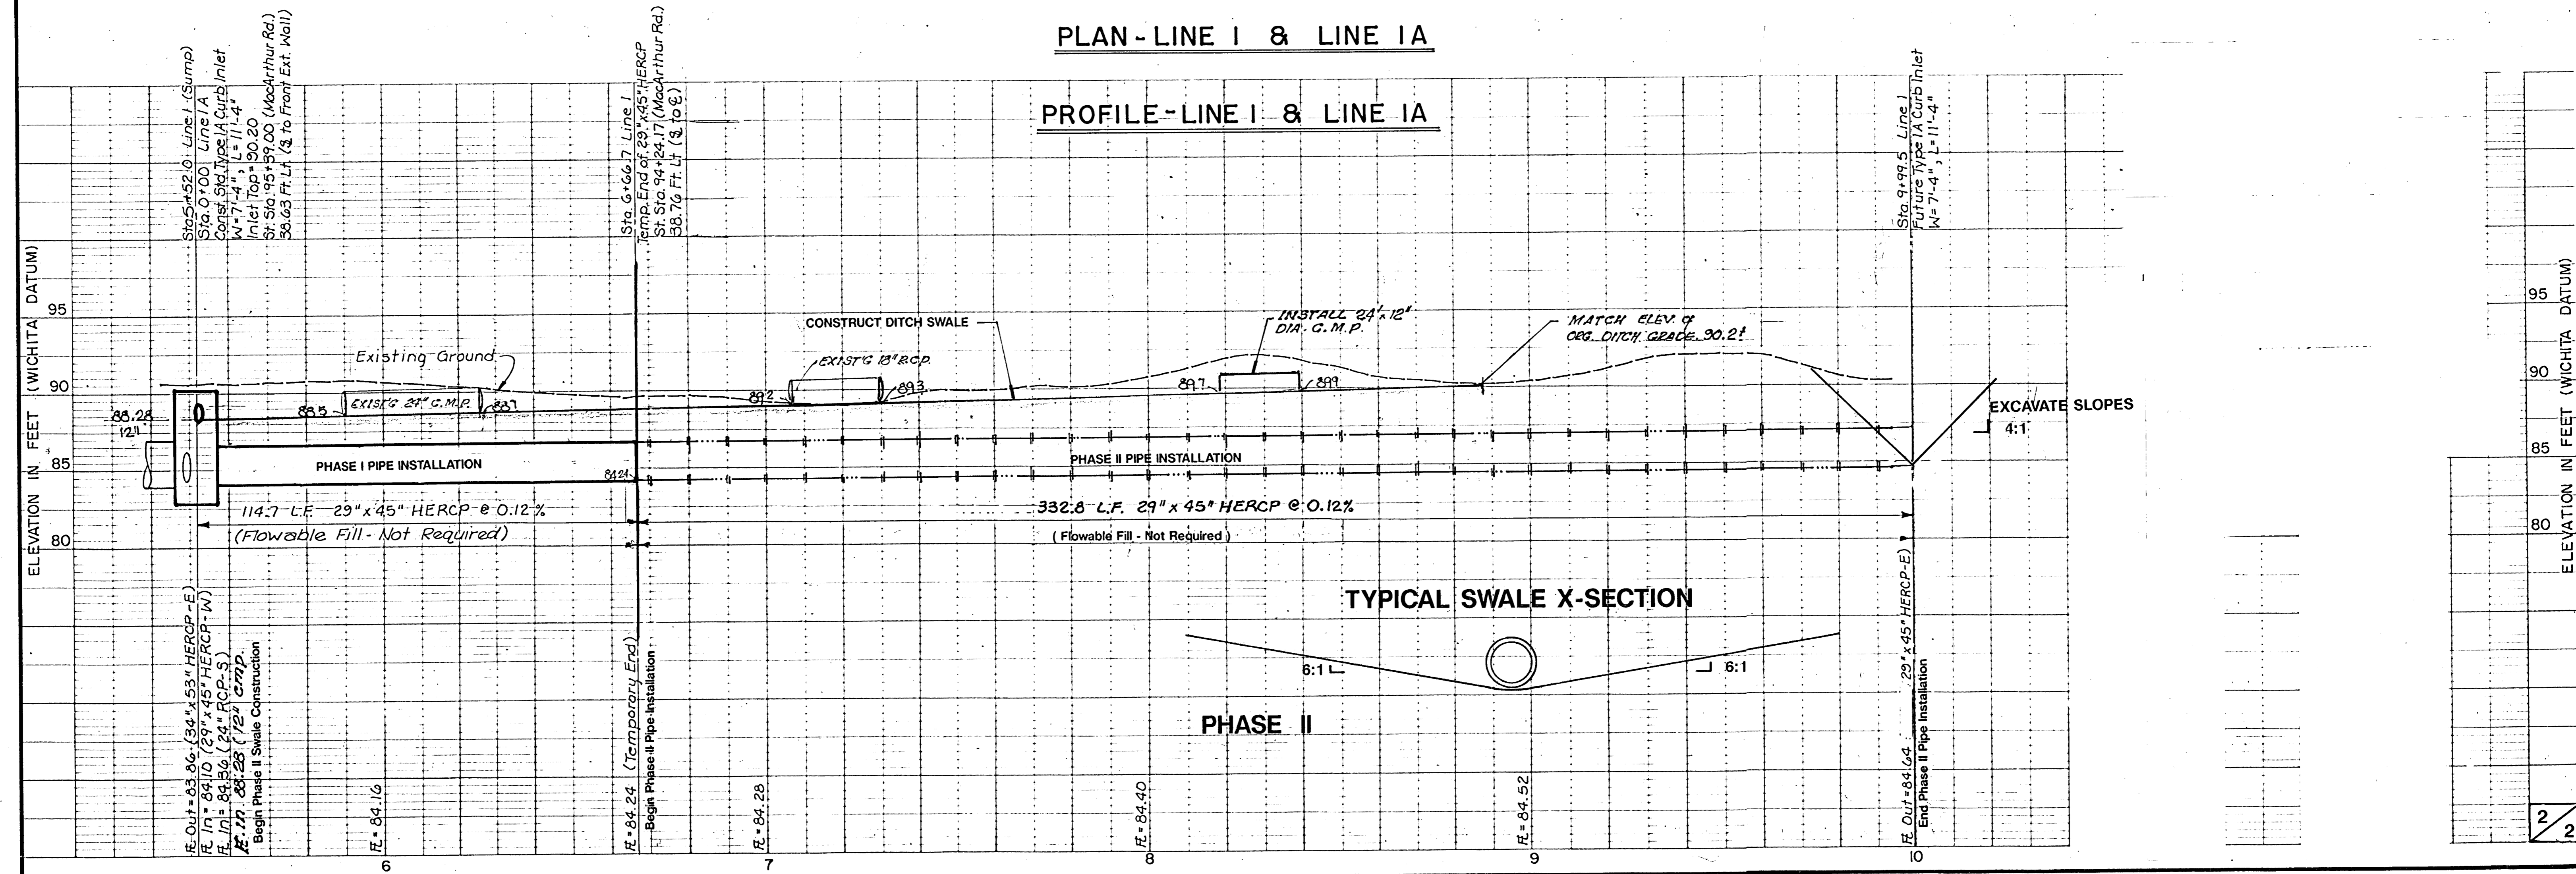 PLAN - LINE 1 & LINE 1A
PROFILE - LINE 1 & LINE 1A
Sta 5+52.0 Line 1 (Sump)
Sta. 0+00 Line 1A
Const. Std. Type 1A Curb Inlet
W=7'-4", L=11'-4"
Inlet Top=90.20
St. Sta. 95+39.00 (MacArthur Rd.)
38.63 Ft. Lt. (℄ to Front Ext. Wall)
Sta. 6+66.7 Line 1
Temp. End of 29"x45" HERCP
St. Sta. 94+24.17 (MacArthur Rd.)
38.76 Ft. Lt (℄ to ℄)
Sta. 9+99.5 Line 1
Future Type 1A Curb Inlet
W=7'-4", L=11'-4"
ELEVATION IN FEET (WICHITA DATUM)
95
90
85
80
CONSTRUCT DITCH SWALE
INSTALL 24'x12"
DIA. C.M.P.
MATCH ELEV. @
ORG. DITCH GRADE. 90.2±
Existing Ground
EXIST'G 18" R.C.P.
89.2
89.3
89.7
89.9
88.28
12"
88.5
EXIST'G 24" C.M.P.
EXCAVATE SLOPES
4:1
PHASE I PIPE INSTALLATION
84.24
PHASE II PIPE INSTALLATION
114.7 L.F. 29"x45" HERCP @ 0.12%
(Flowable Fill - Not Required)
332.8 L.F. 29"x45" HERCP @ 0.12%
( Flowable Fill - Not Required )
TYPICAL SWALE X-SECTION
6:1
6:1
PHASE II
FL Out=83.86 (34"x53" HERCP-E)
FL In=84.10 (29"x45" HERCP-W)
FL In=84.36 (24" RCP-S)
FL in 88.28 (12" cmp.
Begin Phase II Swale Construction
FL=84.16
FL=84.24 (Temporary End)
Begin Phase II Pipe Installation
FL=84.28
FL=84.40
FL=84.52
FL Out=84.64 29"x45" HERCP-E)
End Phase II Pipe Installation
6
7
8
9
10
95
90
85
80
ELEVATION IN FEET (WICHITA DATUM)
2/2